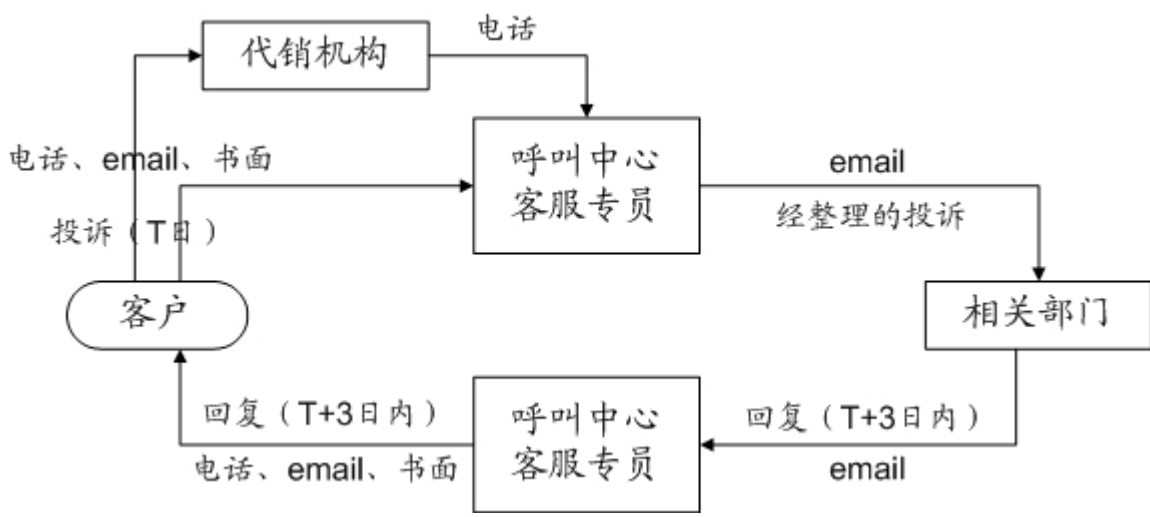 代销机构
电话
电话、email、书面
呼叫中心
客服专员
email
经整理的投诉
投诉（T日）
客户
相关部门
回复（T+3日内）
电话、email、书面
呼叫中心
客服专员
回复（T+3日内）
email